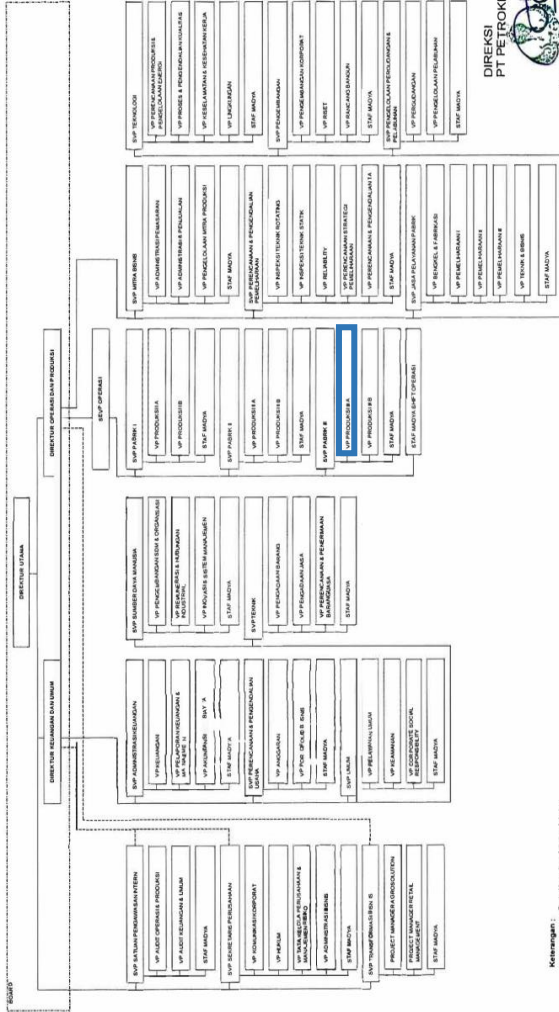 BOARD
DIREKTUR UTAMA
DIREKTUR KEUANGAN DAN UMUM
DIREKTUR OPERASI DAN PRODUKSI
SEVP OPERASI
SVP SATUAN PENGAWASAN INTERN
VP AUDIT OPERASI & PRODUKSI
VP AUDIT KEUANGAN & UMUM
STAF MADYA
SVP SEKRETARIS PERUSAHAAN
VP KOMUNIKASI KORPORAT
VP HUKUM
VP TATA KELOLA PERUSAHAAN &
MANAJEMEN RISIKO
VP ADMINISTRASI BISNIS
STAF MADYA
SVP TRANSFORMASI BISNIS
PROJECT MANAGER AGROSOLUTION
PROJECT MANAGER RETAIL
MANAGEMENT
STAF MADYA
SVP ADMINISTRASI KEUANGAN
VP KEUANGAN
VP PELAPORAN KEUANGAN &
VP AKUNTANSI
STAF MADYA
SVP PERENCANAAN & PENGENDALIAN
USAHA
VP ANGGARAN
STAF MADYA
SVP UMUM
VP PELAYANAN UMUM
VP KEAMANAN
VP CORPORATE SOCIAL
RESPONSIBILITY
STAF MADYA
SVP SUMBER DAYA MANUSIA
VP PENGEMBANGAN SDM & ORGANISASI
VP REMUNERASI & HUBUNGAN
INDUSTRIAL
VP INOVASI & SISTEM MANAJEMEN
STAF MADYA
SVP TEKNIK
VP PENGADAAN BARANG
VP PENGADAAN JASA
VP PERENCANAAN & PENERIMAAN
BARANG/JASA
STAF MADYA
SVP PABRIK I
VP PRODUKSI I A
VP PRODUKSI I B
STAF MADYA
SVP PABRIK II
VP PRODUKSI II A
VP PRODUKSI II B
STAF MADYA
SVP PABRIK III
VP PRODUKSI III A
VP PRODUKSI III B
STAF MADYA
STAF MADYA SHIFT OPERASI
SVP MITRA BISNIS
VP ADMINISTRASI PEMASARAN
VP ADMINISTRASI PENJUALAN
VP PENGELOLAAN MITRA PRODUKSI
STAF MADYA
SVP PERENCANAAN & PENGENDALIAN
PEMELIHARAAN
VP INSPEKSI TEKNIK ROTATING
VP INSPEKSI TEKNIK STATIK
VP RELIABILITY
VP PERENCANAAN STRATEGI
PEMELIHARAAN
VP PERENCANAAN & PENGENDALIAN TA
STAF MADYA
SVP JASA PELAYANAN PABRIK
VP BENGKEL & FABRIKASI
VP PEMELIHARAAN I
VP PEMELIHARAAN II
VP PEMELIHARAAN III
VP TEKNIK & BISNIS
STAF MADYA
SVP TEKNOLOGI
VP PERENCANAAN PRODUKSI &
PENGELOLAAN ENERGI
VP PROSES & PENGENDALIAN KUALITAS
VP KESELAMATAN & KESEHATAN KERJA
VP LINGKUNGAN
STAF MADYA
SVP PENGEMBANGAN
VP PENGEMBANGAN KORPORAT
VP RISET
VP RANCANG BANGUN
STAF MADYA
SVP PENGELOLAAN PERGUDANGAN &
PELABUHAN
VP PERGUDANGAN
VP PENGELOLAAN PELABUHAN
STAF MADYA
DIREKSI
PT PETROKI
Keterangan :